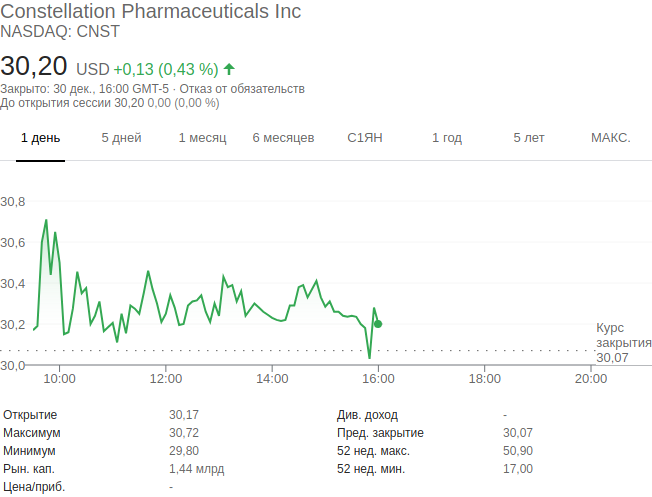 Constellation Pharmaceuticals Inc
NASDAQ: CNST
30,20 USD +0,13 (0,43 %)
Закрыто: 30 дек., 16:00 GMT-5 · Отказ от обязательств
До открытия сессии 30,20 0,00 (0,00 %)
1 день 5 дней 1 месяц 6 месяцев С1ЯН 1 год 5 лет МАКС.
30,8
30,6
30,4
30,2
30,0
Курс
закрытия
30,07
10:00 12:00 14:00 16:00 18:00 20:00
Открытие 30,17 Див. доход -
Максимум 30,72 Пред. закрытие 30,07
Минимум 29,80 52 нед. макс. 50,90
Рын. кап. 1,44 млрд 52 нед. мин. 17,00
Цена/приб. -